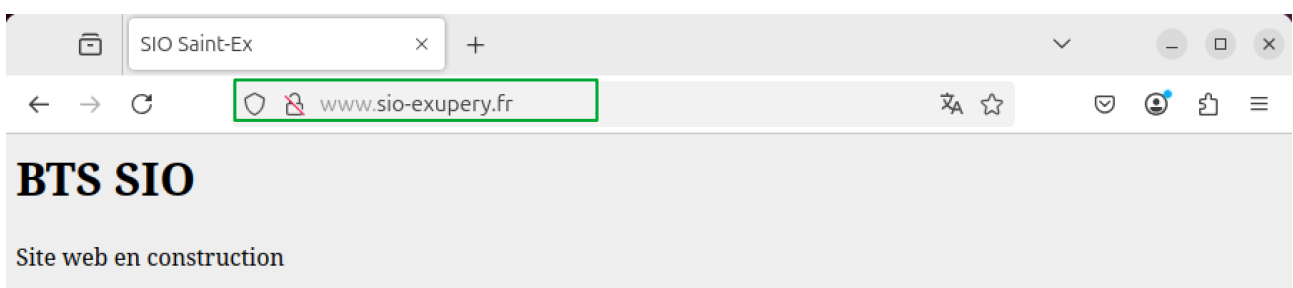 SIO Saint-Ex
www.sio-exupery.fr
BTS SIO
Site web en construction